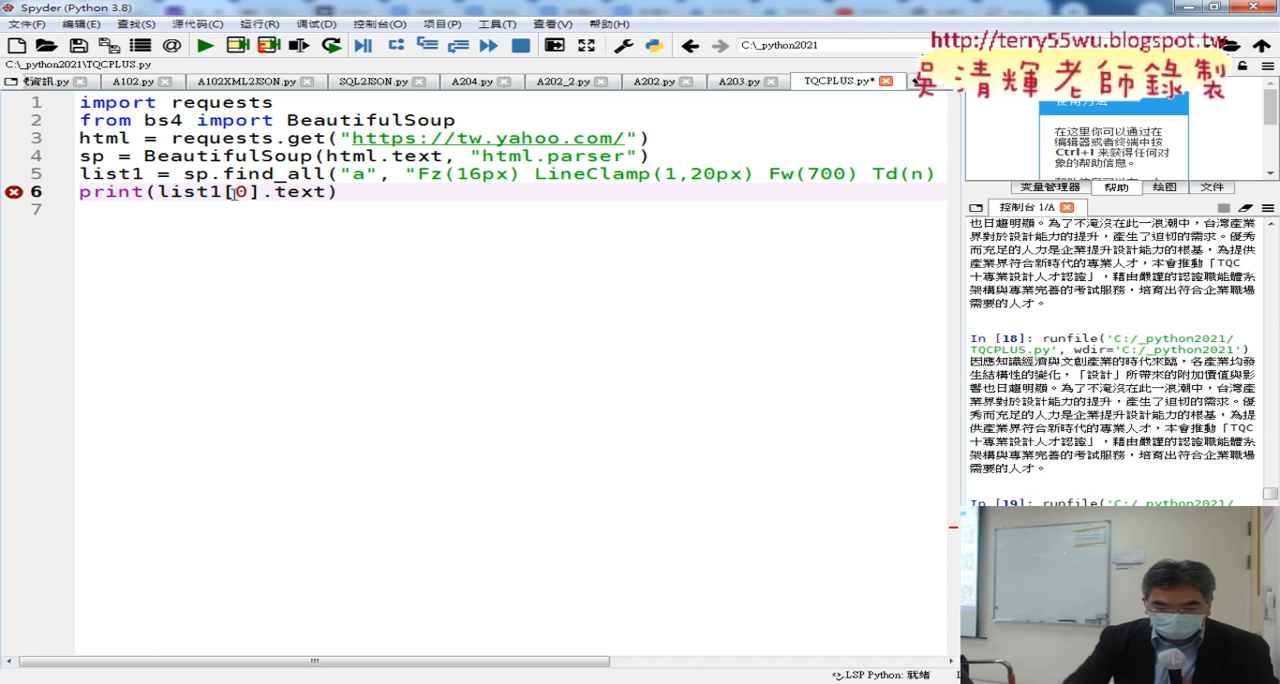 Spyder (Python 3.8)
文件(F) 编辑(E) 查找(S) 源代码(C) 运行(R) 调试(D) 控制台(O) 项目(P) 工具(T) 查看(V) 帮助(H)
C:\_python2021
http://terry55wu.blogspot.tw
C:\_python2021\TQCPLUS.py
資訊.py A102.py A102XML2JSON.py SQL2JSON.py A204.py A202_2.py A202.py A203.py TQCPLUS.py*
吳清輝老師錄製
使用方法
1 import requests
2 from bs4 import BeautifulSoup
3 html = requests.get("https://tw.yahoo.com/")
4 sp = BeautifulSoup(html.text, "html.parser")
5 list1 = sp.find_all("a", "Fz(16px) LineClamp(1,20px) Fw(700) Td(n)
6 print(list1[0].text)
7
在这里你可以通过在
编辑器或者终端中按
Ctrl+I 来获得任何对
象的帮助信息。
变量管理器 帮助 绘图 文件
控制台 1/A
也日趨明顯。為了不淹沒在此一浪潮中，台灣產業
界對於設計能力的提升，產生了迫切的需求。優秀
而充足的人力是企業提升設計能力的根基，為提供
產業界符合新時代的專業人才，本會推動「TQC
十專業設計人才認證」，藉由嚴謹的認證職能體系
架構與專業完善的考試服務，培育出符合企業職場
需要的人才。
In [18]: runfile('C:/_python2021/
TQCPLUS.py', wdir='C:/_python2021')
因應知識經濟與文創產業的時代來臨，各產業均發
生結構性的變化，「設計」所帶來的附加價值與影
響也日趨明顯。為了不淹沒在此一浪潮中，台灣產
業界對於設計能力的提升，產生了迫切的需求。優
秀而充足的人力是企業提升設計能力的根基，為提
供產業界符合新時代的專業人才，本會推動「TQC
十專業設計人才認證」，藉由嚴謹的認證職能體系
架構與專業完善的考試服務，培育出符合企業職場
需要的人才。
In [19]: runfile('C:/_python2021/
LSP Python: 就绪